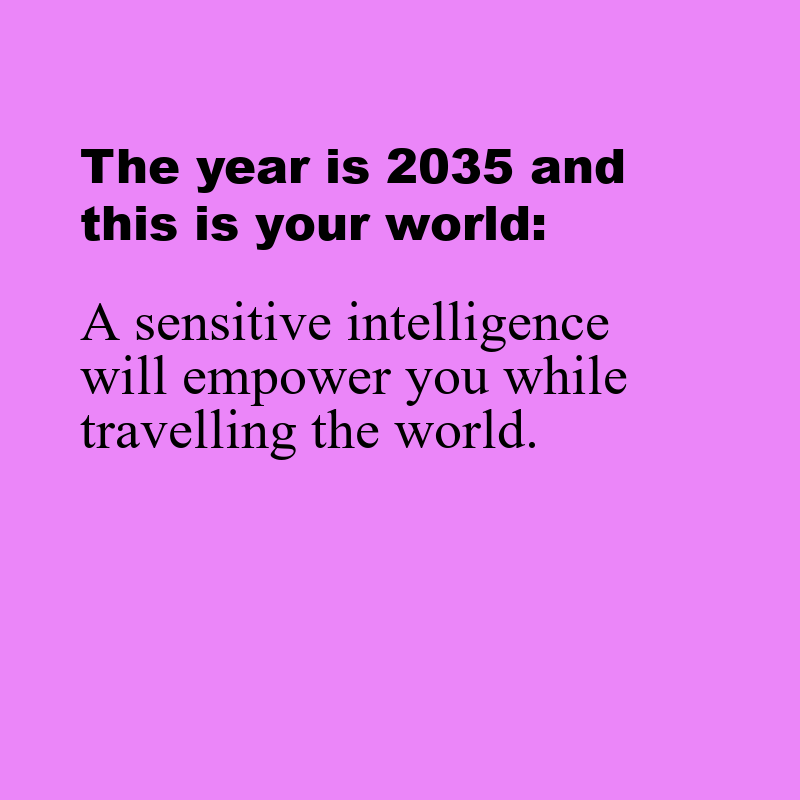 The year is 2035 and
this is your world:
A sensitive intelligence
will empower you while
travelling the world.